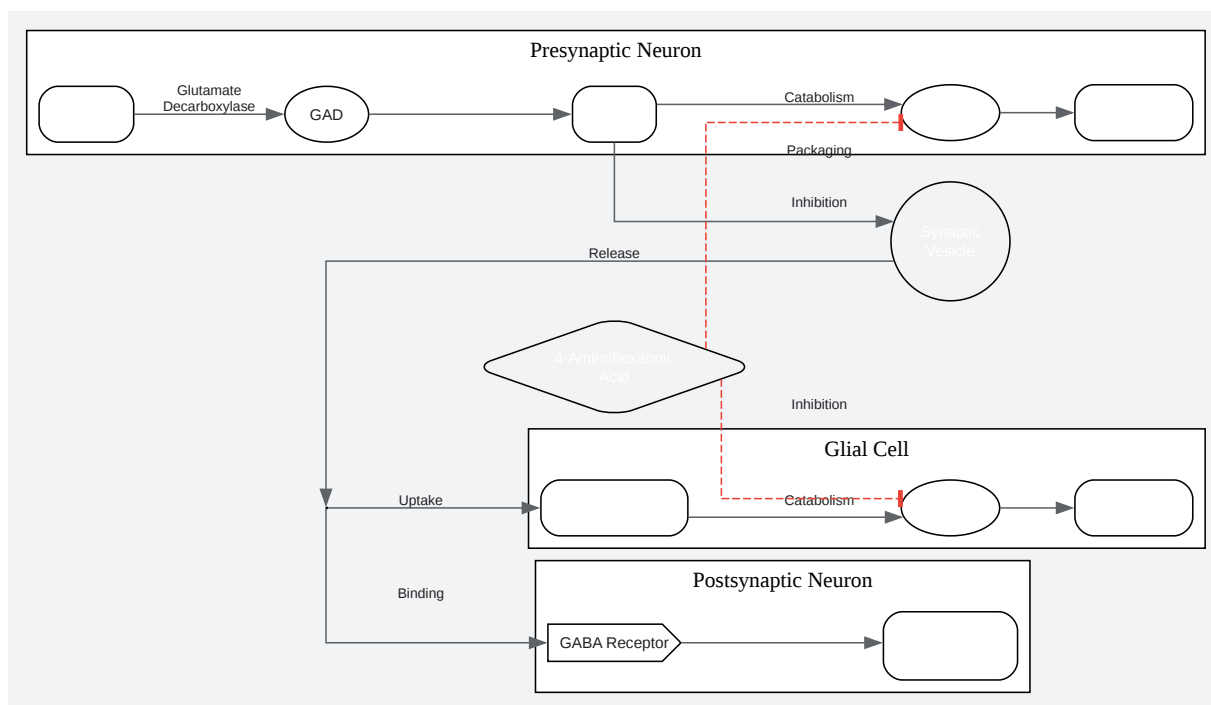 Presynaptic Neuron
Glutamate
Decarboxylase
GAD
Catabolism
Packaging
Inhibition
Synaptic
Vesicle
Release
4-Aminohexanoic
Acid
Inhibition
Glial Cell
Uptake
Catabolism
Postsynaptic Neuron
Binding
GABA Receptor